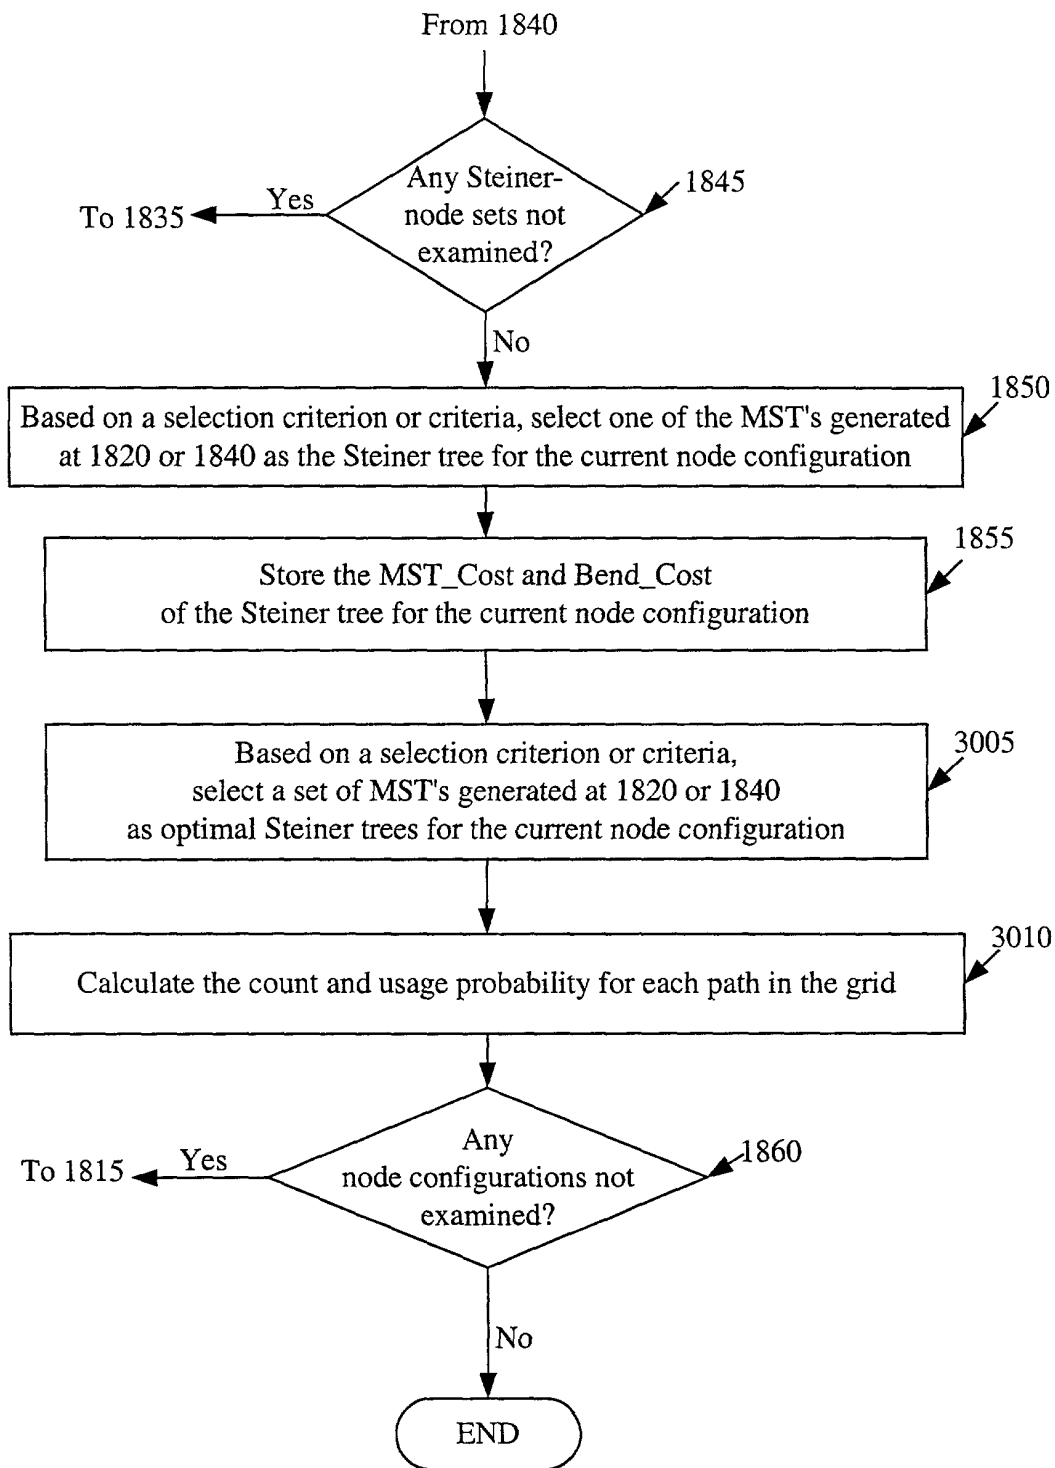 From 1840
Any Steiner-
node sets not
examined?
1845
Yes
To 1835
No
1850
Based on a selection criterion or criteria, select one of the MST's generated
at 1820 or 1840 as the Steiner tree for the current node configuration
1855
Store the MST_Cost and Bend_Cost
of the Steiner tree for the current node configuration
3005
Based on a selection criterion or criteria,
select a set of MST's generated at 1820 or 1840
as optimal Steiner trees for the current node configuration
3010
Calculate the count and usage probability for each path in the grid
Any
node configurations not
examined?
1860
Yes
To 1815
No
END